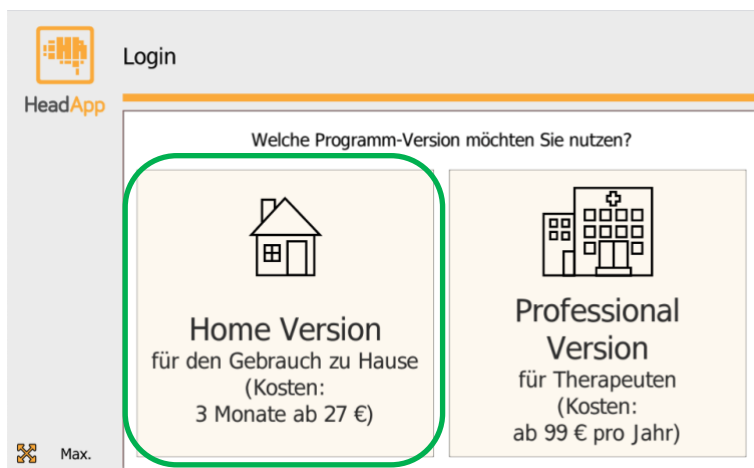 Login
HeadApp
Welche Programm-Version möchten Sie nutzen?
Home Version
für den Gebrauch zu Hause
(Kosten:
3 Monate ab 27 €)
Professional
Version
für Therapeuten
(Kosten:
ab 99 € pro Jahr)
Max.